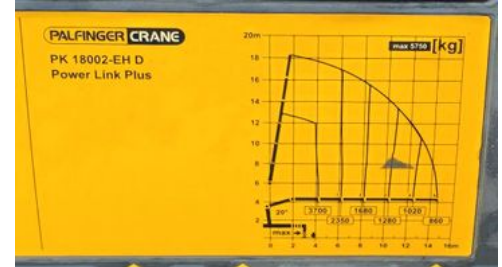 PALFINGER CRANE
PK 18002-EH D
Power Link Plus
max 5750 [kg]
20m
18
16
14
12
10
8
6
4
2
20°
3700
2350
1680
1280
1020
860
max
0 2 4 6 8 10 12 14 16m